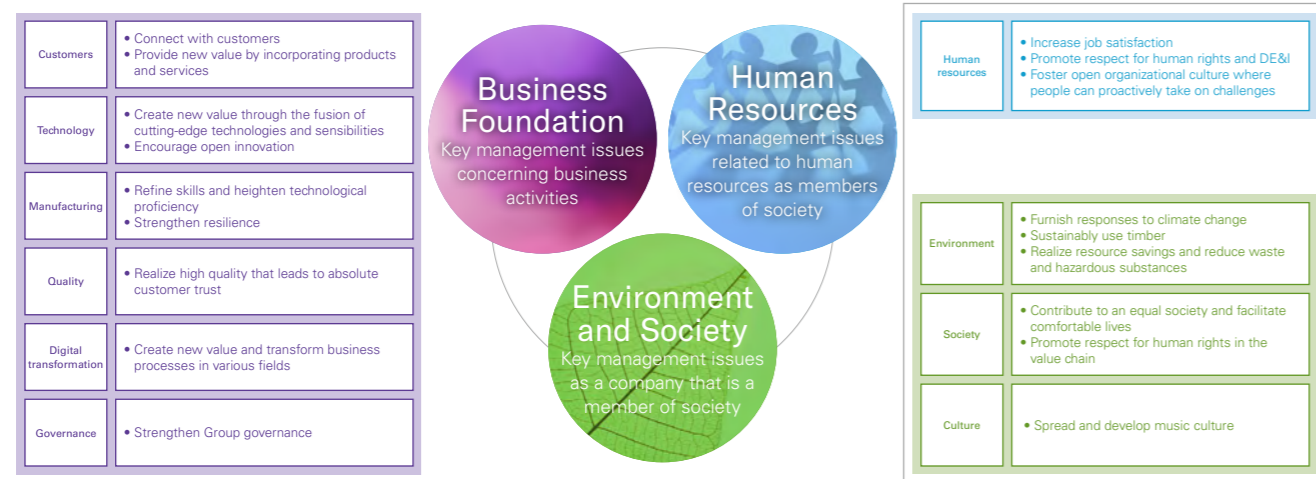 Customers
• Connect with customers
• Provide new value by incorporating products
and services
Technology
• Create new value through the fusion of
cutting-edge technologies and sensibilities
• Encourage open innovation
Manufacturing
• Refine skills and heighten technological
proficiency
• Strengthen resilience
Quality
• Realize high quality that leads to absolute
customer trust
Digital
transformation
• Create new value and transform business
processes in various fields
Governance
• Strengthen Group governance
Business
Foundation
Key management issues
concerning business
activities
Human
Resources
Key management issues
related to human
resources as members
of society
Environment
and Society
Key management issues
as a company that is a
member of society
Human
resources
• Increase job satisfaction
• Promote respect for human rights and DE&I
• Foster open organizational culture where
people can proactively take on challenges
Environment
• Furnish responses to climate change
• Sustainably use timber
• Realize resource savings and reduce waste
and hazardous substances
Society
• Contribute to an equal society and facilitate
comfortable lives
• Promote respect for human rights in the
value chain
Culture
• Spread and develop music culture